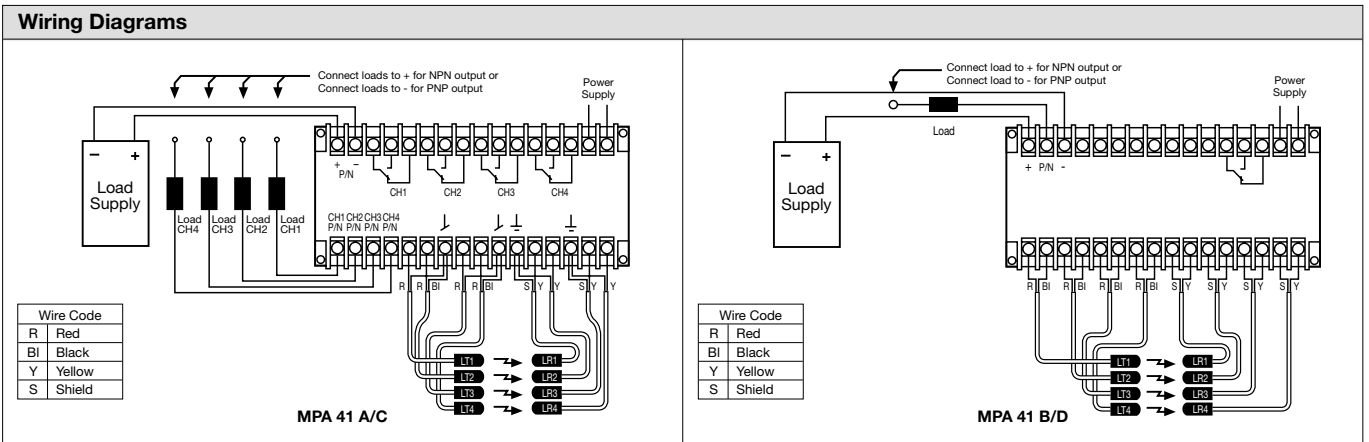 Wiring Diagrams
Connect loads to + for NPN output or
Connect loads to - for PNP output
Power
Supply
- +
Load
Supply
+ -
P/N
CH1 CH2 CH3 CH4
Load
CH4
Load
CH3
Load
CH2
Load
CH1
CH1 CH2 CH3 CH4
P/N P/N P/N P/N
R R Bl R R Bl S Y Y S Y Y
Wire Code
R Red
Bl Black
Y Yellow
S Shield
LT1 LR1
LT2 LR2
LT3 LR3
LT4 LR4
MPA 41 A/C
Connect load to + for NPN output or
Connect load to - for PNP output
Power
Supply
Load
- +
Load
Supply
+ P/N -
R Bl R Bl R Bl R Bl S Y S Y S Y S Y
Wire Code
R Red
Bl Black
Y Yellow
S Shield
LT1 LR1
LT2 LR2
LT3 LR3
LT4 LR4
MPA 41 B/D